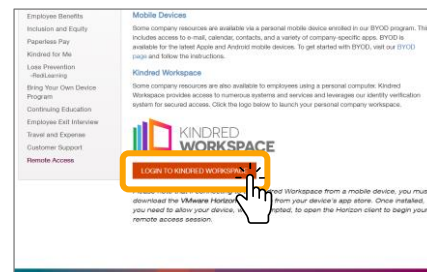 Employee Benefits
Inclusion and Equity
Paperless Pay
Kindred for Me
Loss Prevention
-RediLearning
Bring Your Own Device
Program
Continuing Education
Employee Exit Interview
Travel and Expense
Customer Support
Remote Access
Mobile Devices
Some company resources are available via a personal mobile device enrolled in our BYOD program. This
includes access to e-mail, calendar, contacts, and a variety of company-specific apps. BYOD is
available for the latest Apple and Android mobile devices. To get started with BYOD, visit our BYOD
page and follow the instructions.
Kindred Workspace
Some company resources are also available to employees using a personal computer. Kindred
Workspace provides access to numerous systems and services and leverages our identity verification
system for secured access. Click the logo below to launch your personal company workspace.
KINDRED
WORKSPACE
LOGIN TO KINDRED WORKSPACE
Please note that if connecting Kindred Workspace from a mobile device, you must
download the VMware Horizon from your device's app store. Once installed,
you need to allow your device, prompted, to open the Horizon client to begin your
remote access session.